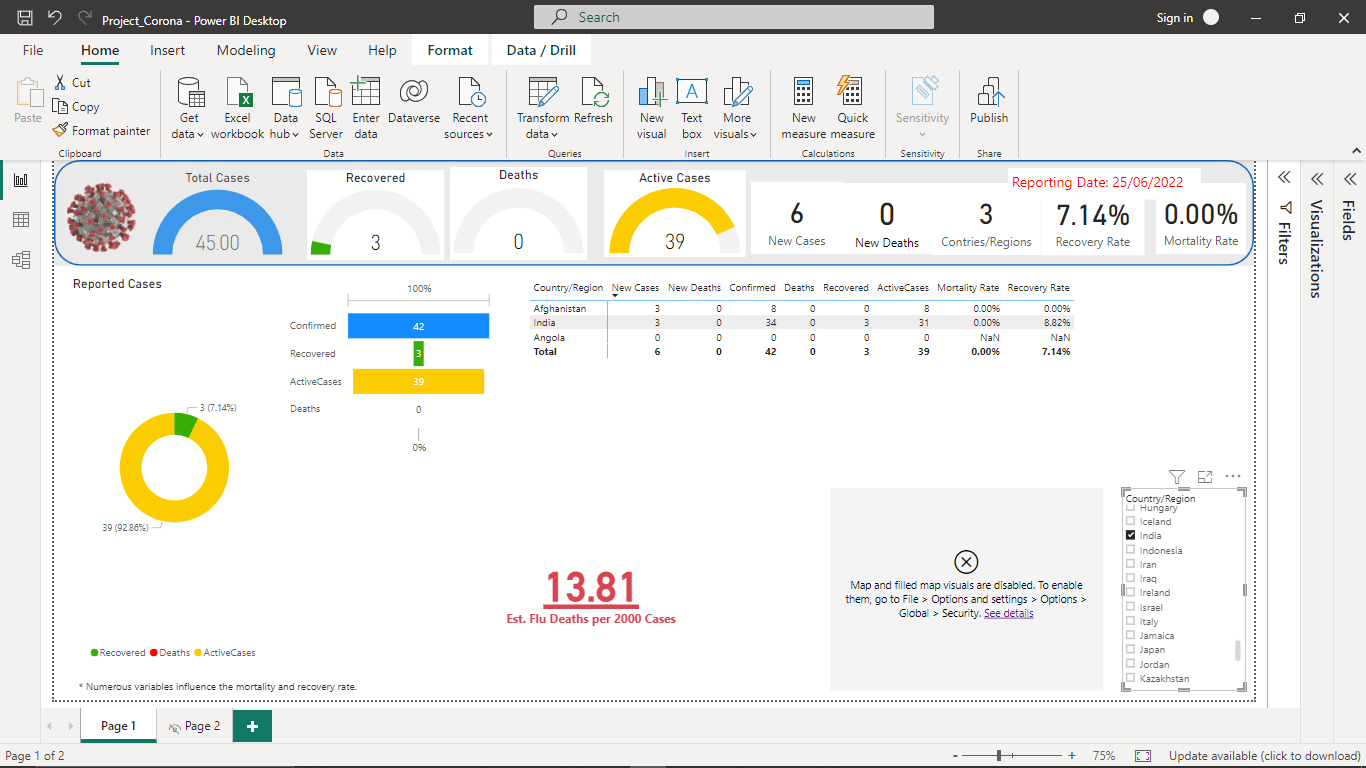 Project_Corona - Power BI Desktop
Search
Sign in
File Home Insert Modeling View Help Format Data / Drill
Paste
Cut
Copy
Format painter
Clipboard
Get data
Excel workbook
Data hub
SQL Server
Enter data
Dataverse
Recent sources
Data
Transform data
Refresh
Queries
New visual
Text box
More visuals
Insert
New measure
Quick measure
Calculations
Sensitivity
Sensitivity
Publish
Share
Total Cases
45.00
Recovered
3
Deaths
0
Active Cases
39
Reporting Date: 25/06/2022
6
New Cases
0
New Deaths
3
Contries/Regions
7.14%
Recovery Rate
0.00%
Mortality Rate
Filters
Visualizations
Fields
Reported Cases
3 (7.14%)
39 (92.86%)
Recovered Deaths ActiveCases
* Numerous variables influence the mortality and recovery rate.
100%
Confirmed 42
Recovered 3
ActiveCases 39
Deaths 0
0%
Country/Region New Cases New Deaths Confirmed Deaths Recovered ActiveCases Mortality Rate Recovery Rate
Afghanistan 3 0 8 0 0 8 0.00% 0.00%
India 3 0 34 0 3 31 0.00% 8.82%
Angola 0 0 0 0 0 0 NaN NaN
Total 6 0 42 0 3 39 0.00% 7.14%
13.81
Est. Flu Deaths per 2000 Cases
Map and filled map visuals are disabled. To enable
them, go to File > Options and settings > Options >
Global > Security. See details
Country/Region
Hungary
Iceland
India
Indonesia
Iran
Iraq
Ireland
Israel
Italy
Jamaica
Japan
Jordan
Kazakhstan
Page 1 Page 2 +
Page 1 of 2
- + 75%
Update available (click to download)